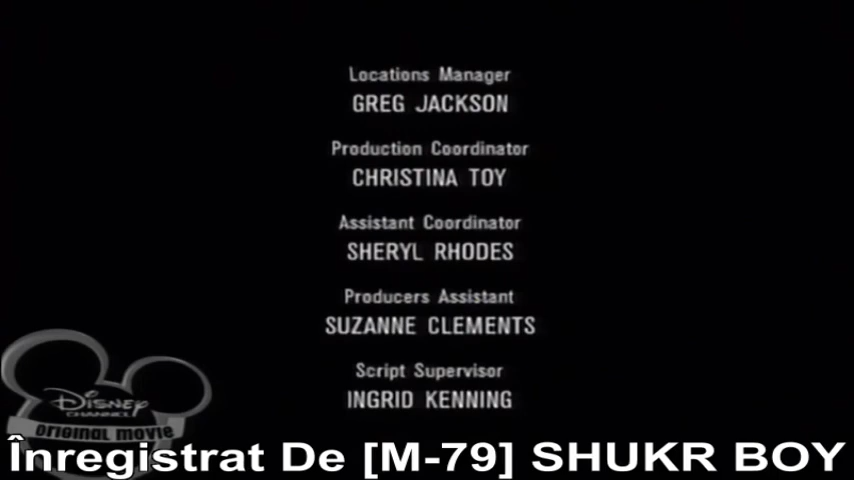 Locations Manager
GREG JACKSON
Production Coordinator
CHRISTINA TOY
Assistant Coordinator
SHERYL RHODES
Producers Assistant
SUZANNE CLEMENTS
Script Supervisor
INGRID KENNING
DISNEY
CHANNEL
ORIGINAL MOVIE
Înregistrat De [M-79] SHUKR BOY